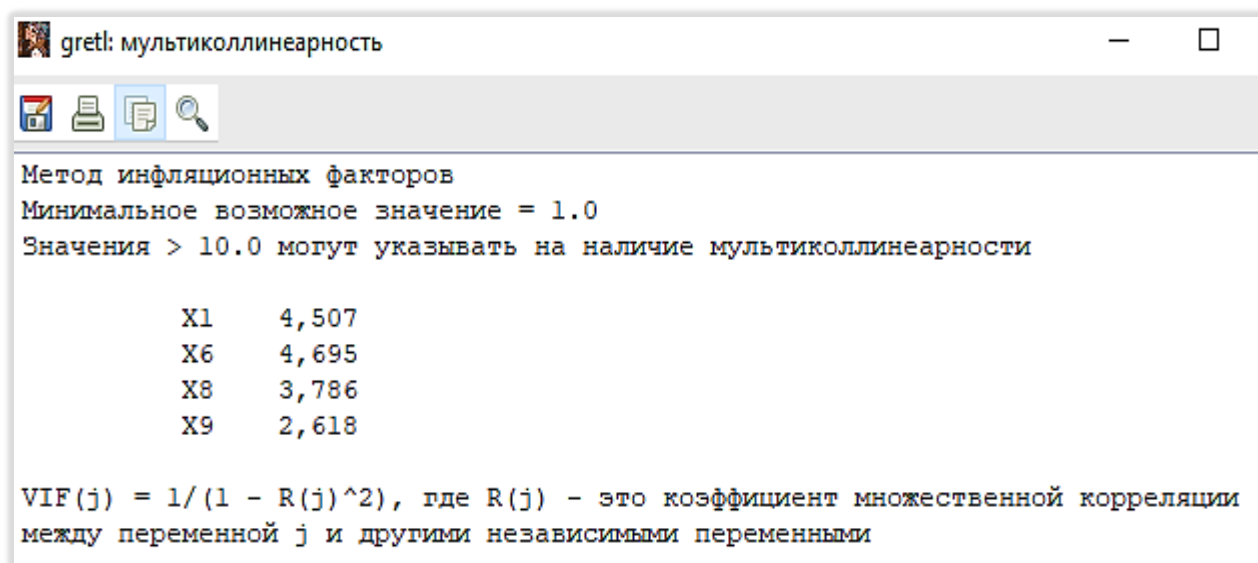 gretl: мультиколлинеарность
Метод инфляционных факторов
Минимальное возможное значение = 1.0
Значения > 10.0 могут указывать на наличие мультиколлинеарности
X1 4,507
X6 4,695
X8 3,786
X9 2,618
VIF(j) = 1/(1 - R(j)^2), где R(j) - это коэффициент множественной корреляции
между переменной j и другими независимыми переменными